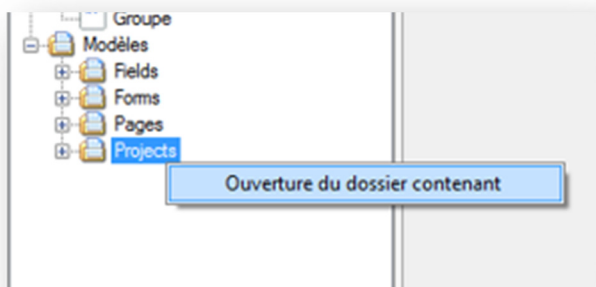 Groupe
Modèles
Fields
Forms
Pages
Projects
Ouverture du dossier contenant